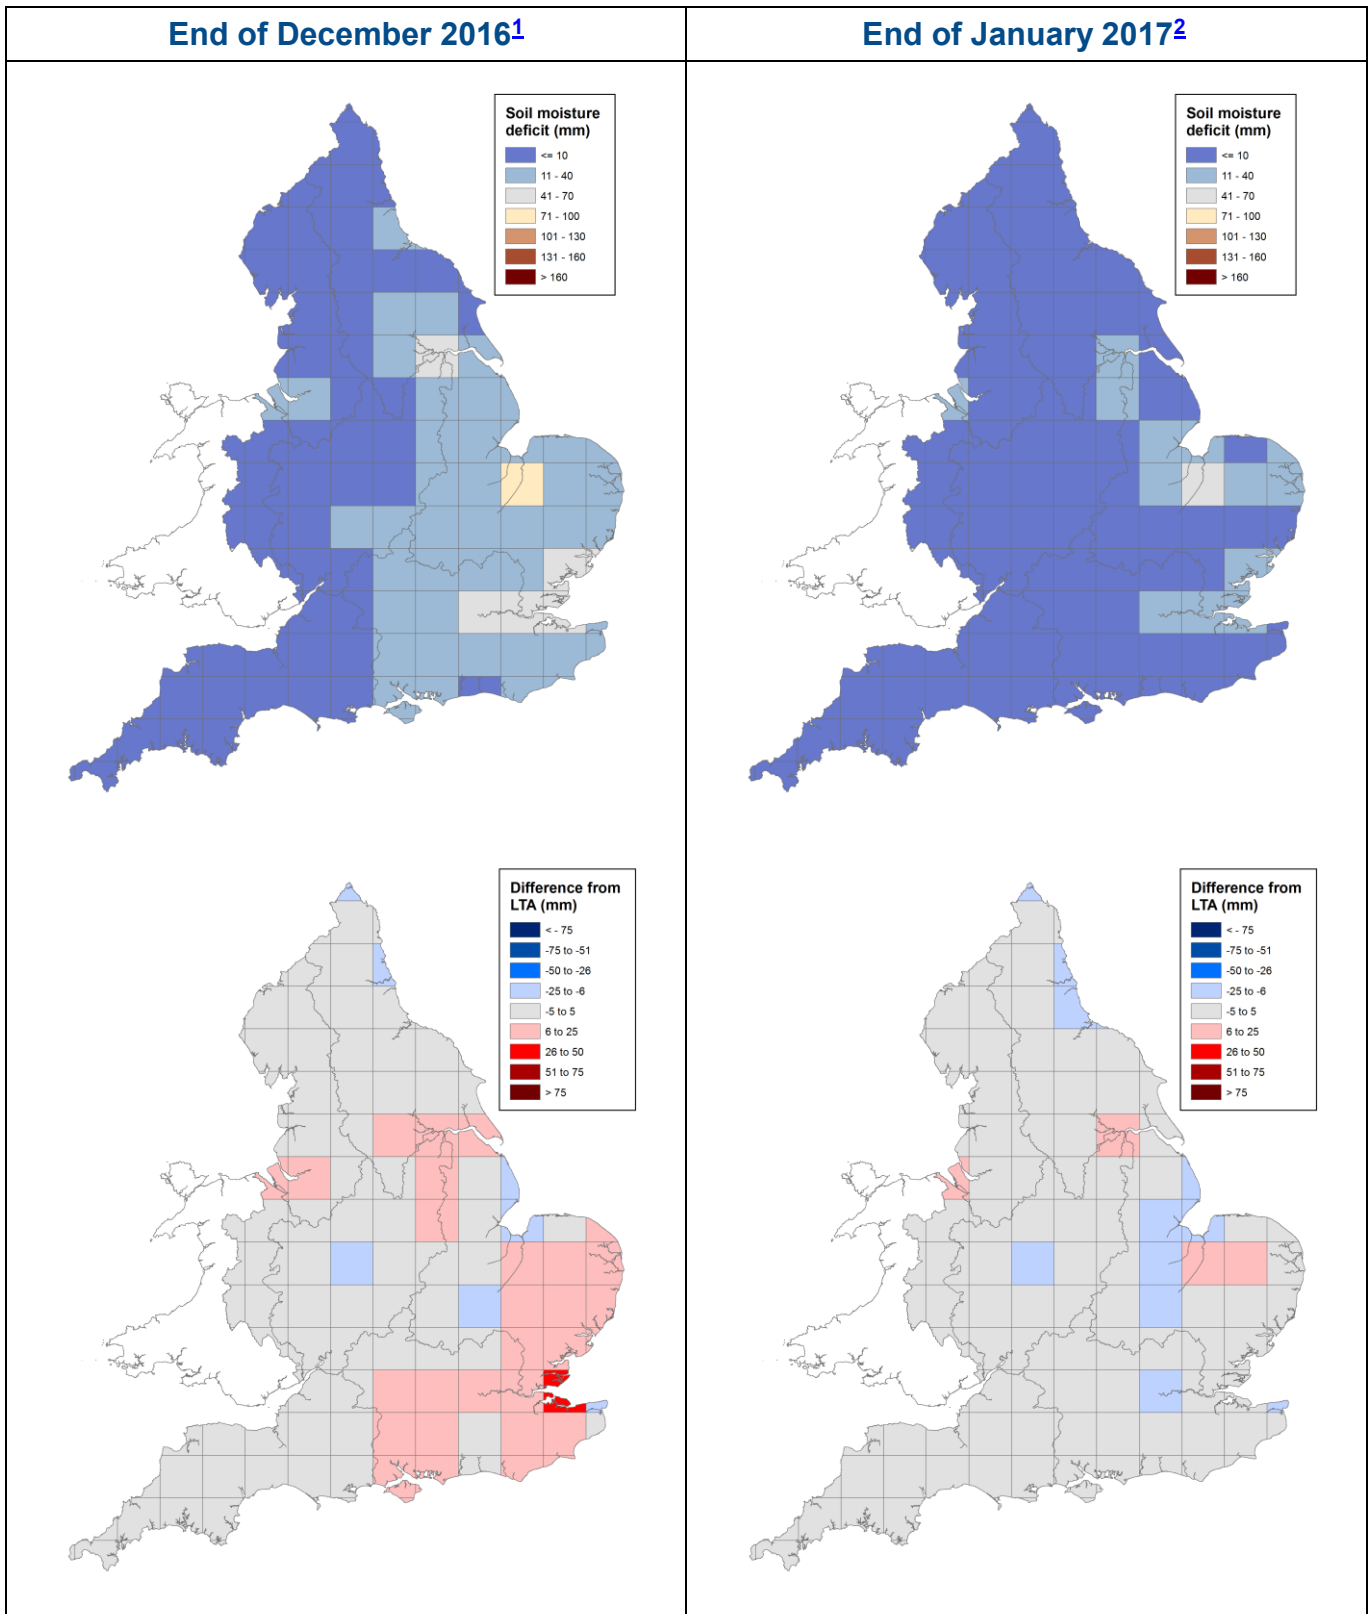 End of December 20161
End of January 20172
Soil moisture
deficit (mm)
<= 10
11 - 40
41 - 70
71 - 100
101 - 130
131 - 160
> 160
Soil moisture
deficit (mm)
<= 10
11 - 40
41 - 70
71 - 100
101 - 130
131 - 160
> 160
Difference from
LTA (mm)
< - 75
-75 to -51
-50 to -26
-25 to -6
-5 to 5
6 to 25
26 to 50
51 to 75
> 75
Difference from
LTA (mm)
< - 75
-75 to -51
-50 to -26
-25 to -6
-5 to 5
6 to 25
26 to 50
51 to 75
> 75